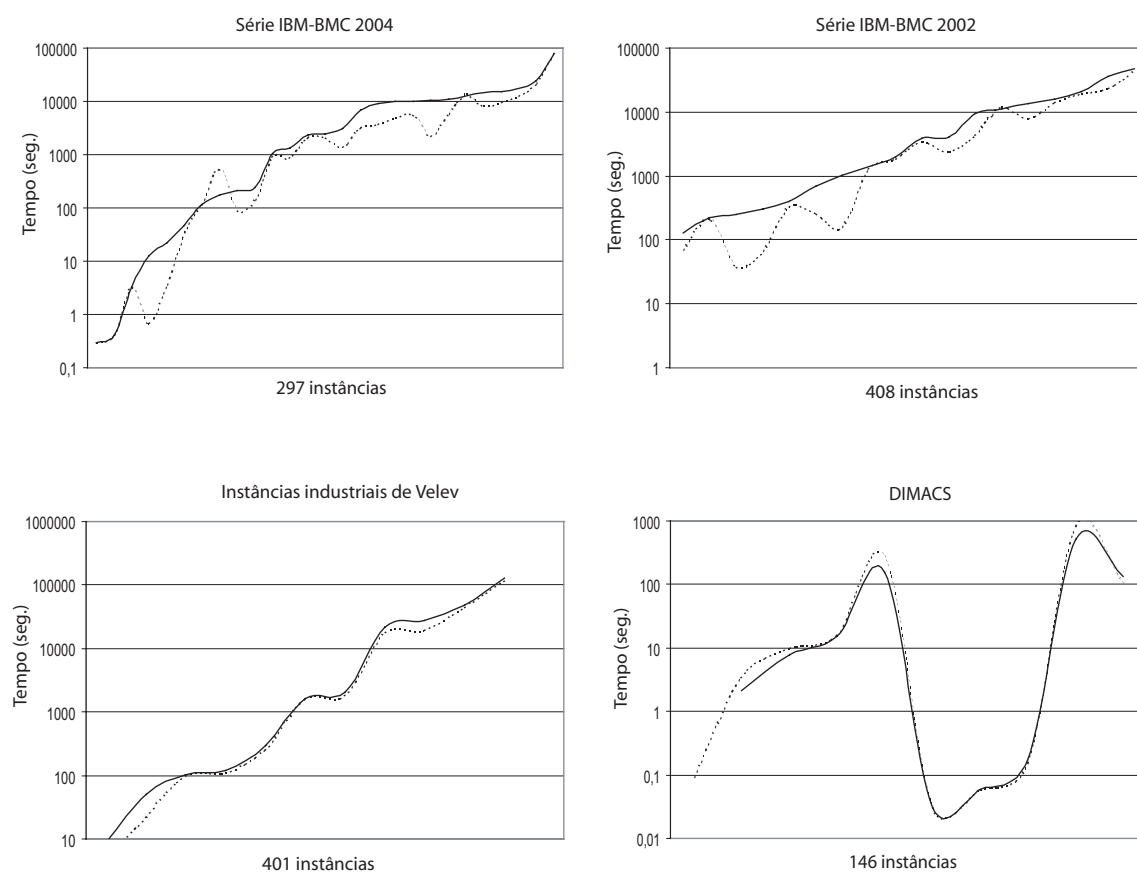 Série IBM-BMC 2004
100000
10000
1000
100
10
1
0,1
Tempo (seg.)
297 instâncias
Série IBM-BMC 2002
100000
10000
1000
100
10
1
Tempo (seg.)
408 instâncias
Instâncias industriais de Velev
1000000
100000
10000
1000
100
10
Tempo (seg.)
401 instâncias
DIMACS
1000
100
10
1
0,1
0,01
Tempo (seg.)
146 instâncias